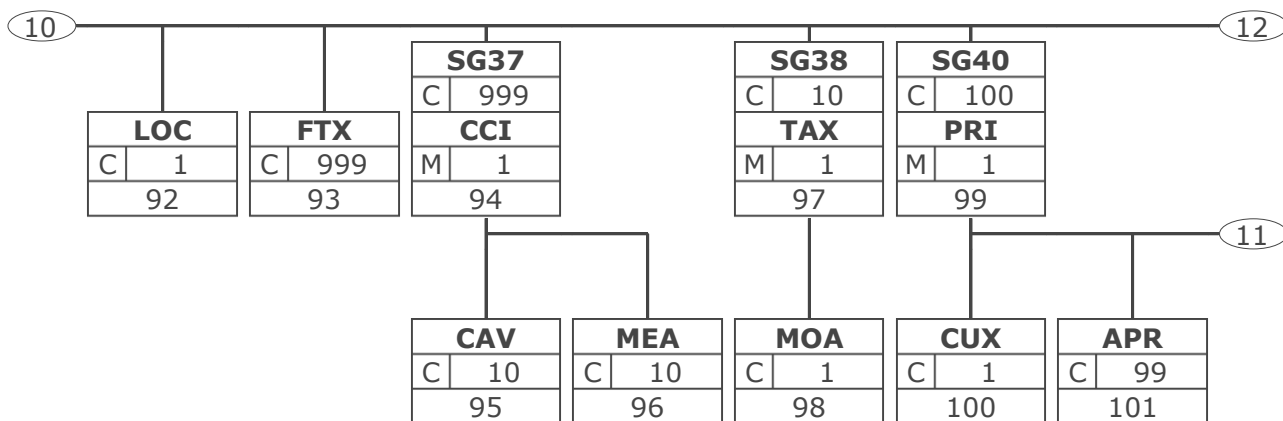 10 12
SG37 SG38 SG40
C 999 C 10 C 100
LOC FTX CCI TAX PRI
C 1 C 999 M 1 M 1 M 1
92 93 94 97 99
11
CAV MEA MOA CUX APR
C 10 C 10 C 1 C 1 C 99
95 96 98 100 101